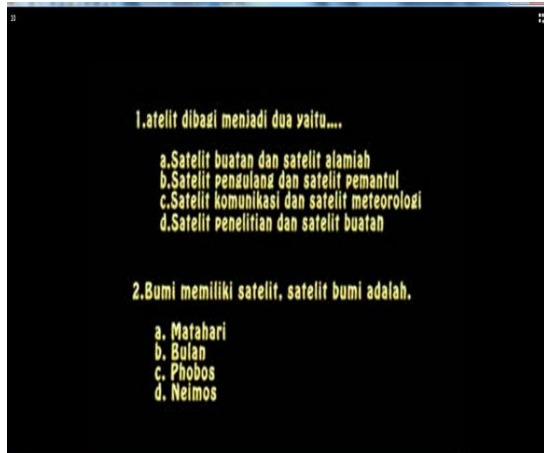 1.atelit dibagi menjadi dua yaitu....
a.Satelit buatan dan satelit alamiah
b.Satelit pengulang dan satelit pemantul
c.Satelit komunikasi dan satelit meteorologi
d.Satelit penelitian dan satelit buatan
2.Bumi memiliki satelit, satelit bumi adalah.
a. Matahari
b. Bulan
c. Phobos
d. Neimos